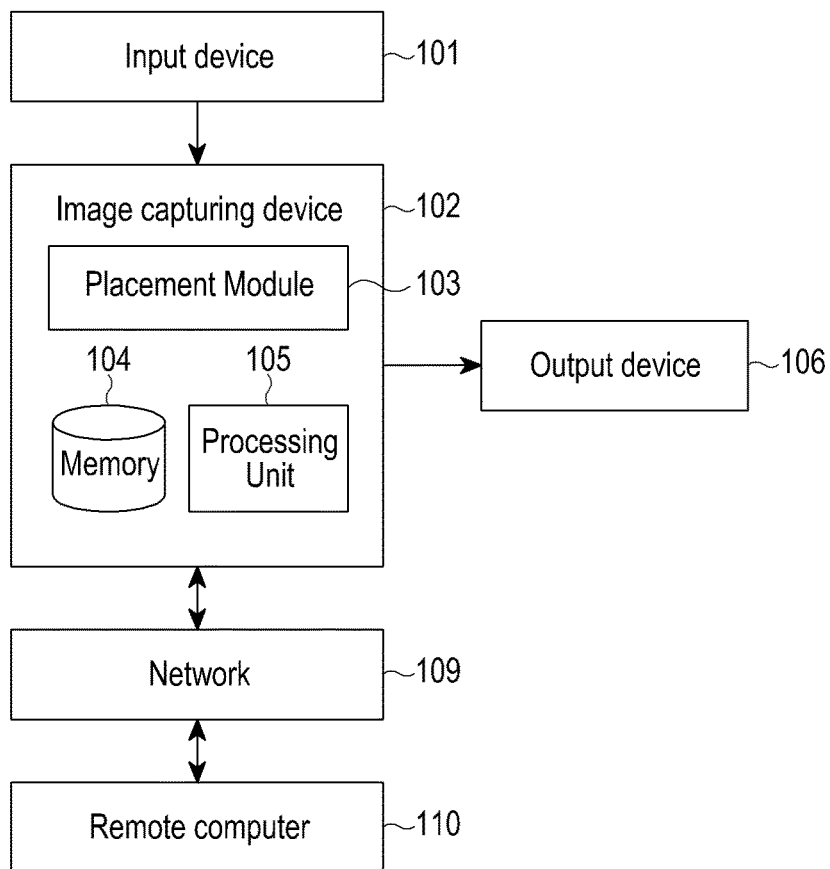 Input device 101
Image capturing device 102
Placement Module 103
104 105
Memory
Processing
Unit
Output device 106
Network 109
Remote computer 110